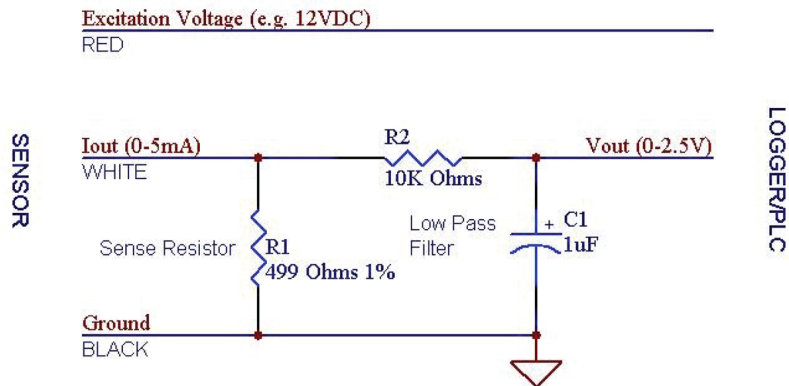 Excitation Voltage (e.g. 12VDC)
RED
SENSOR
LOGGER/PLC
Iout (0-5mA)
WHITE
R2
10K Ohms
Vout (0-2.5V)
Sense Resistor
R1
499 Ohms 1%
Low Pass
Filter
+
C1
1uF
Ground
BLACK